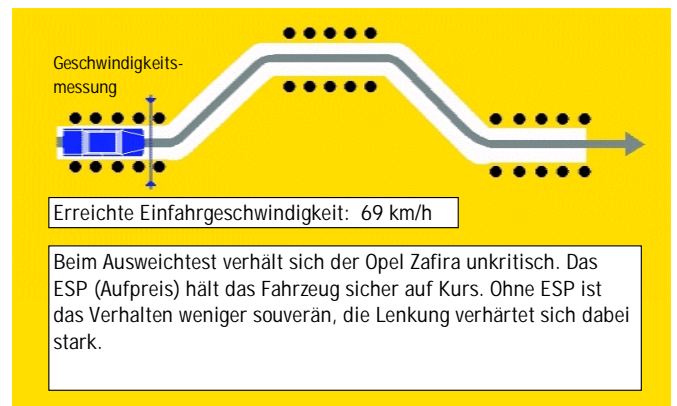 Geschwindigkeits-
messung
Erreichte Einfahrgeschwindigkeit: 69 km/h
Beim Ausweichtest verhält sich der Opel Zafira unkritisch. Das
ESP (Aufpreis) hält das Fahrzeug sicher auf Kurs. Ohne ESP ist
das Verhalten weniger souverän, die Lenkung verhärtet sich dabei
stark.